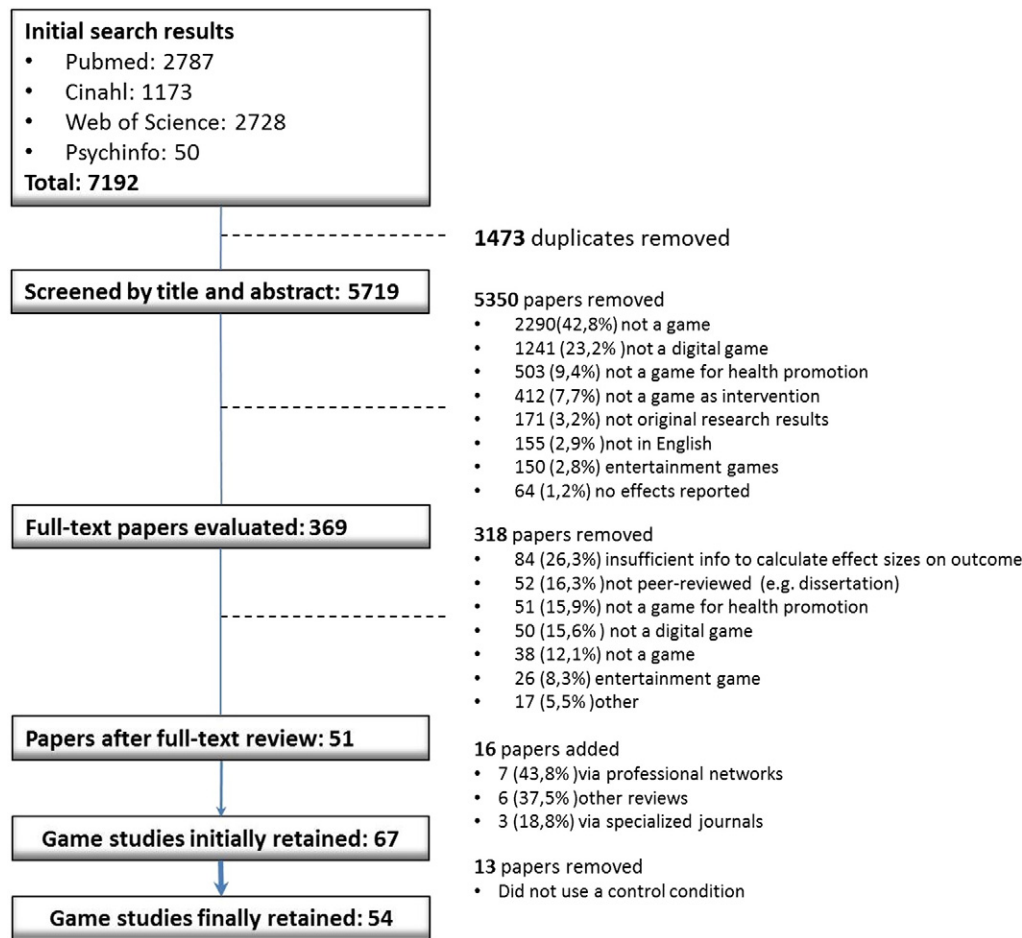 Initial search results
• Pubmed: 2787
• Cinahl: 1173
• Web of Science: 2728
• Psychinfo: 50
Total: 7192
1473 duplicates removed
Screened by title and abstract: 5719
5350 papers removed
• 2290(42,8%) not a game
• 1241 (23,2% )not a digital game
• 503 (9,4%) not a game for health promotion
• 412 (7,7%) not a game as intervention
• 171 (3,2%) not original research results
• 155 (2,9% )not in English
• 150 (2,8%) entertainment games
• 64 (1,2%) no effects reported
Full-text papers evaluated: 369
318 papers removed
• 84 (26,3%) insufficient info to calculate effect sizes on outcome
• 52 (16,3% )not peer-reviewed (e.g. dissertation)
• 51 (15,9%) not a game for health promotion
• 50 (15,6% ) not a digital game
• 38 (12,1%) not a game
• 26 (8,3%) entertainment game
• 17 (5,5% )other
Papers after full-text review: 51
16 papers added
• 7 (43,8% )via professional networks
• 6 (37,5% )other reviews
• 3 (18,8%) via specialized journals
Game studies initially retained: 67
13 papers removed
• Did not use a control condition
Game studies finally retained: 54